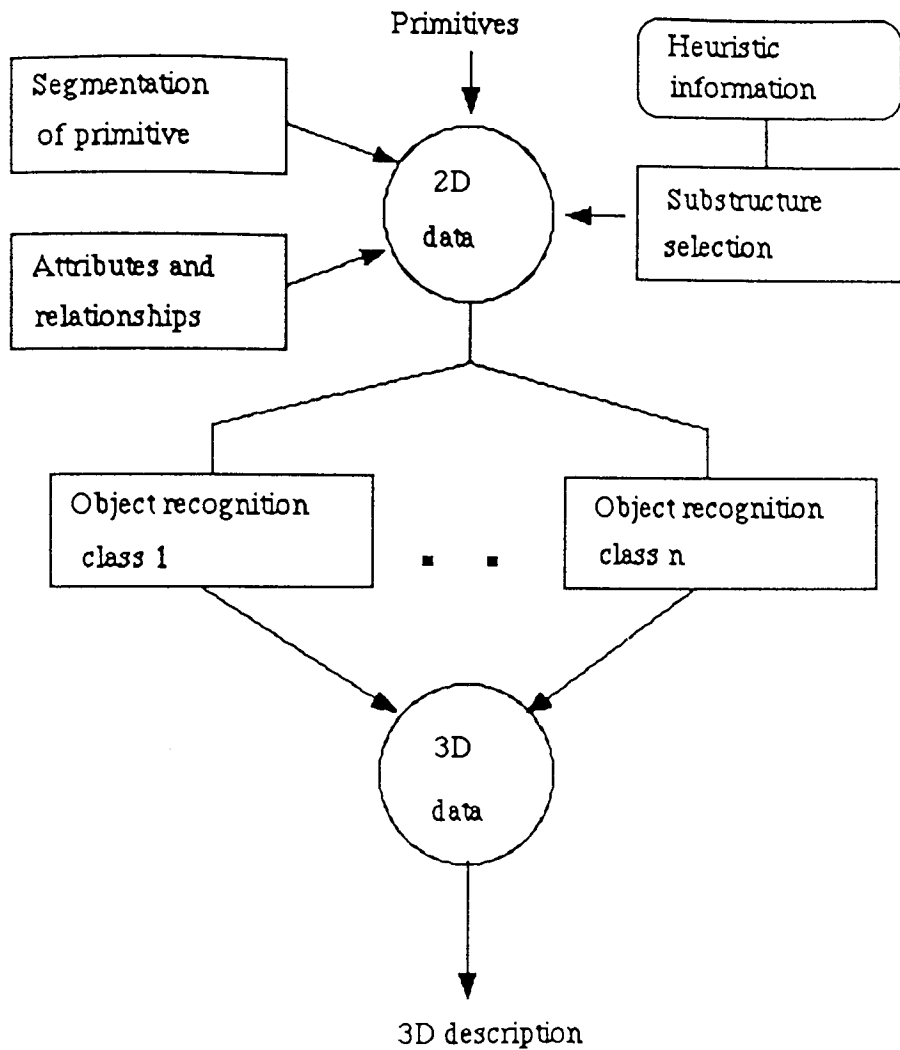 Primitives
Heuristic
information
Segmentation
of primitive
2D
data
Substructure
selection
Attributes and
relationships
Object recognition
class 1
Object recognition
class n
3D
data
3D description